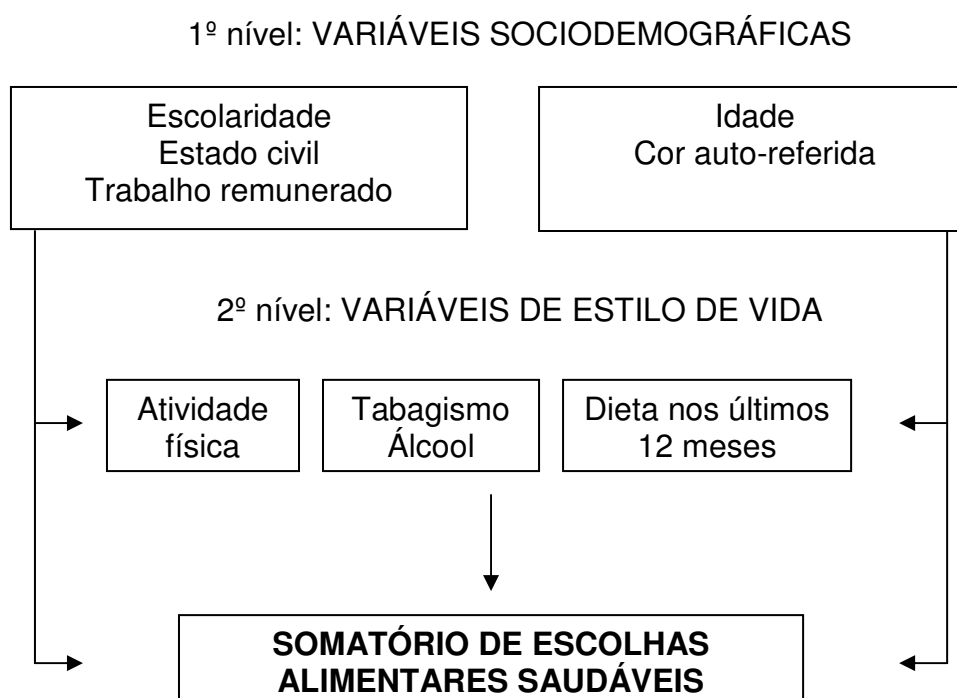 1º nível: VARIÁVEIS SOCIODEMOGRÁFICAS
Escolaridade
Estado civil
Trabalho remunerado
Idade
Cor auto-referida
2º nível: VARIÁVEIS DE ESTILO DE VIDA
Atividade
física
Tabagismo
Álcool
Dieta nos últimos
12 meses
SOMATÓRIO DE ESCOLHAS
ALIMENTARES SAUDÁVEIS